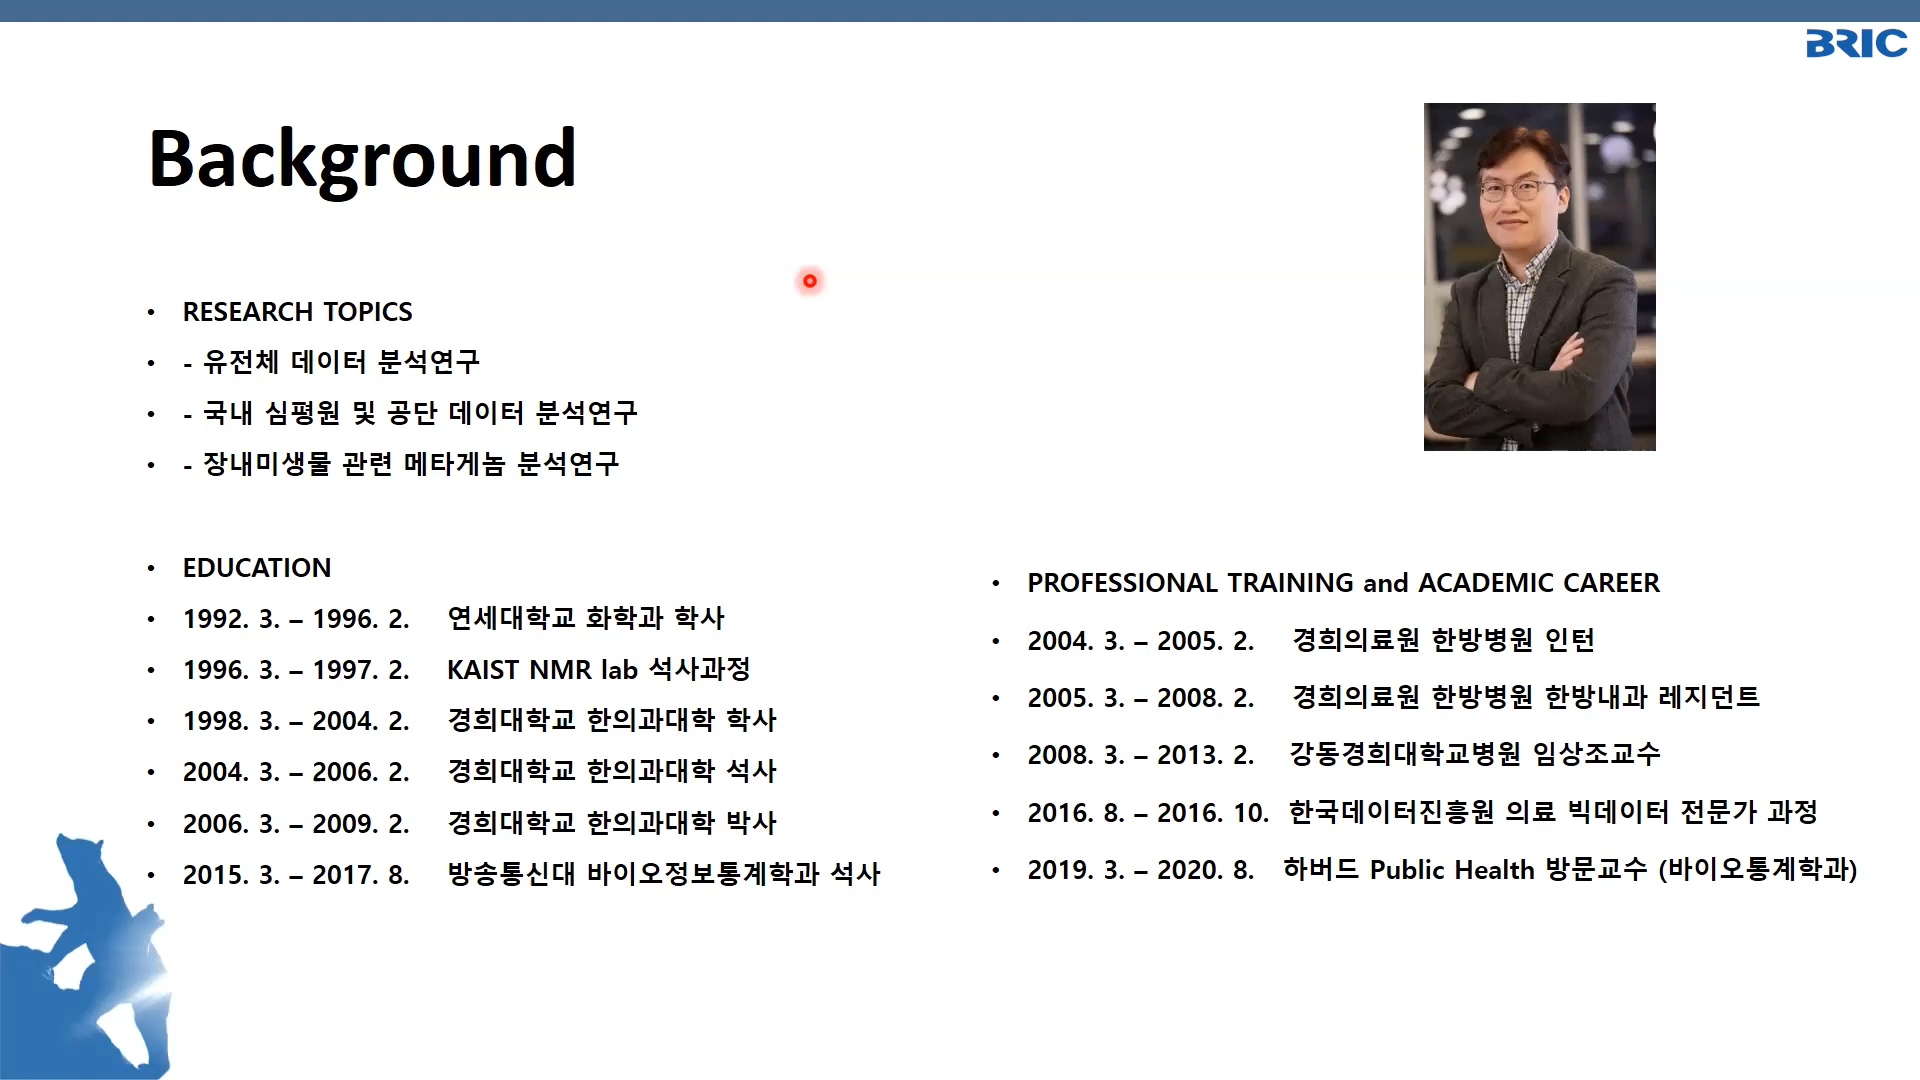 BRIC
Background
• RESEARCH TOPICS
• - 유전체 데이터 분석연구
• - 국내 심평원 및 공단 데이터 분석연구
• - 장내미생물 관련 메타게놈 분석연구
• EDUCATION
• 1992. 3. – 1996. 2. 연세대학교 화학과 학사
• 1996. 3. – 1997. 2. KAIST NMR lab 석사과정
• 1998. 3. – 2004. 2. 경희대학교 한의과대학 학사
• 2004. 3. – 2006. 2. 경희대학교 한의과대학 석사
• 2006. 3. – 2009. 2. 경희대학교 한의과대학 박사
• 2015. 3. – 2017. 8. 방송통신대 바이오정보통계학과 석사
• PROFESSIONAL TRAINING and ACADEMIC CAREER
• 2004. 3. – 2005. 2. 경희의료원 한방병원 인턴
• 2005. 3. – 2008. 2. 경희의료원 한방병원 한방내과 레지던트
• 2008. 3. – 2013. 2. 강동경희대학교병원 임상조교수
• 2016. 8. – 2016. 10. 한국데이터진흥원 의료 빅데이터 전문가 과정
• 2019. 3. – 2020. 8. 하버드 Public Health 방문교수 (바이오통계학과)